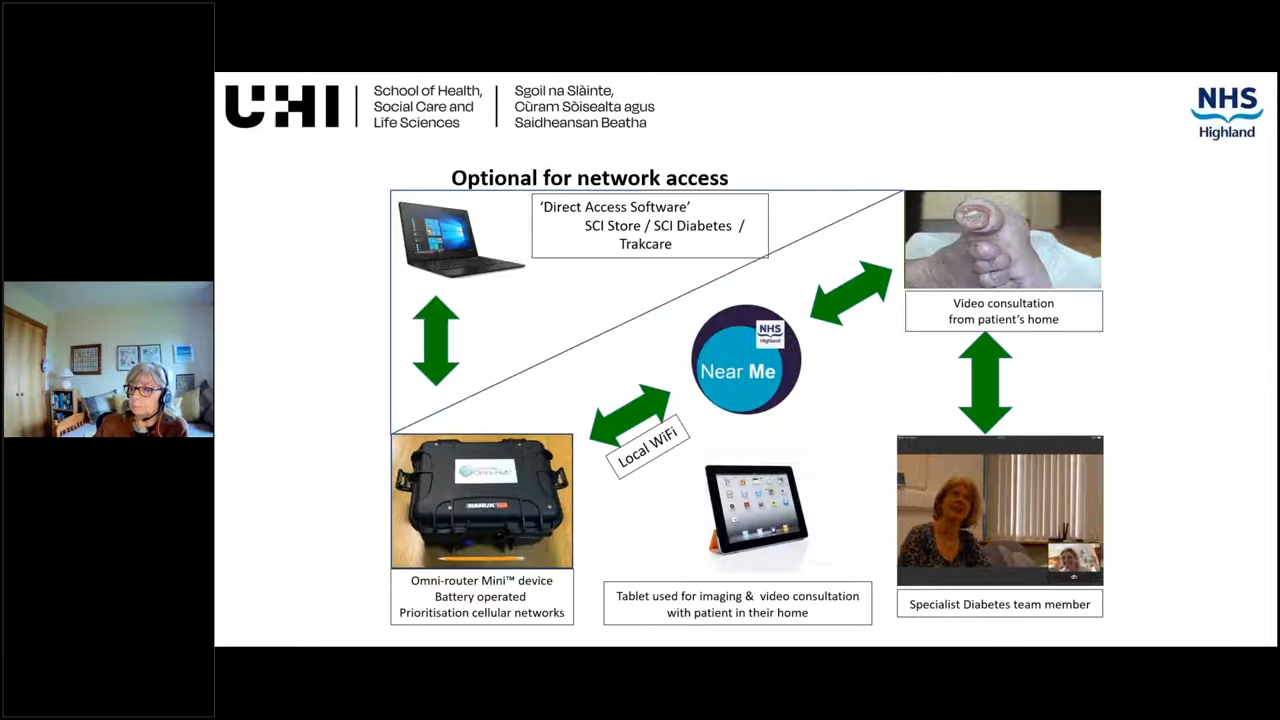 UHI
School of Health,
Social Care and
Life Sciences
Sgoil na Slàinte,
Cùram Sòisealta agus
Saidheansan Beatha
NHS
Highland
Optional for network access
‘Direct Access Software’
SCI Store / SCI Diabetes /
Trakcare
Video consultation
from patient’s home
NHS
Highland
Near Me
Local WiFi
Omni-Hub
NANUK
Omni-router Mini™ device
Battery operated
Prioritisation cellular networks
Tablet used for imaging & video consultation
with patient in their home
Specialist Diabetes team member